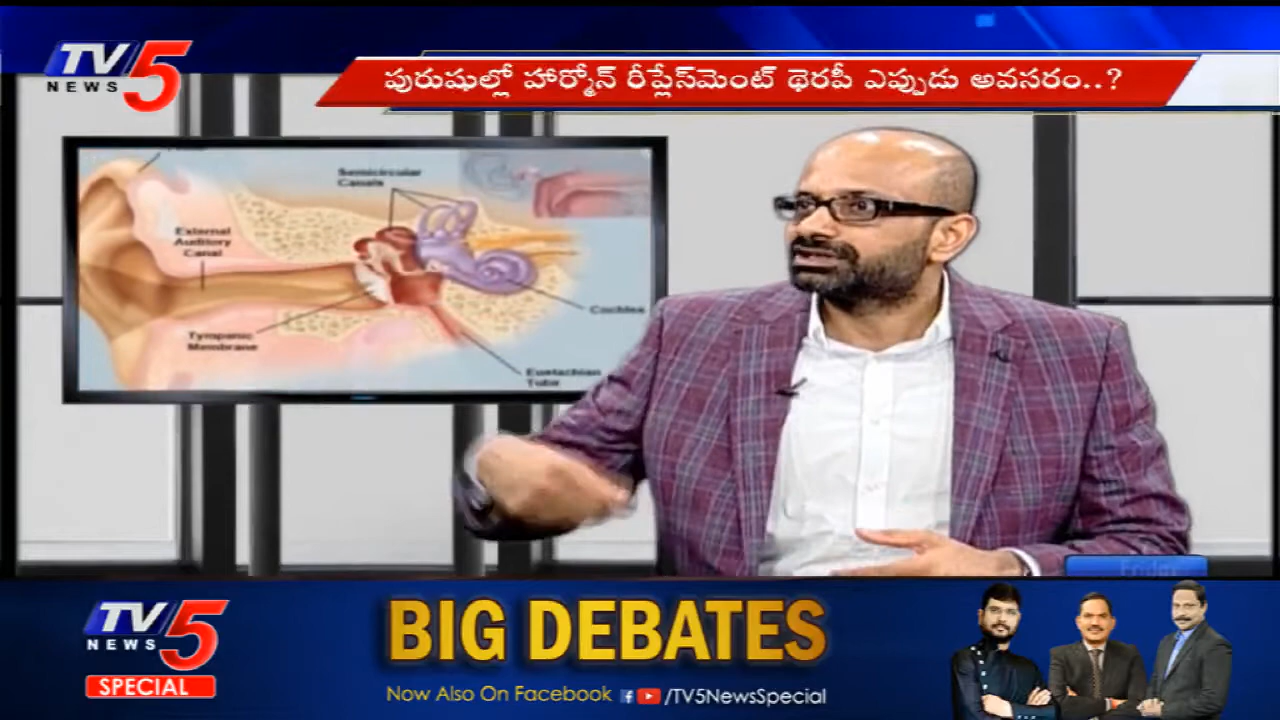 TV5
NEWS
పురుషుల్లో హార్మోన్ రీప్లేస్‌మెంట్ థెరపీ ఎప్పుడు అవసరం..?
Semicircular
Canals
External
Auditory
Canal
Tympanic
Membrane
Cochlea
Eustachian
Tube
TV5
NEWS
SPECIAL
BIG DEBATES
Now Also On Facebook /TV5NewsSpecial